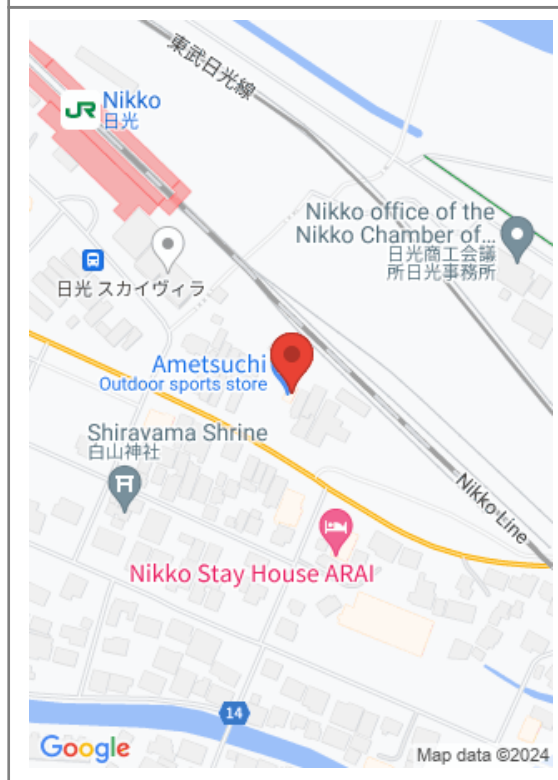 東武日光線
JR
Nikko
日光
Nikko office of the
Nikko Chamber of...
日光商工会議
所日光事務所
日光 スカイヴィラ
Ametsuchi
Outdoor sports store
Shirayama Shrine
白山神社
Nikko Line
Nikko Stay House ARAI
14
Google
Map data ©2024